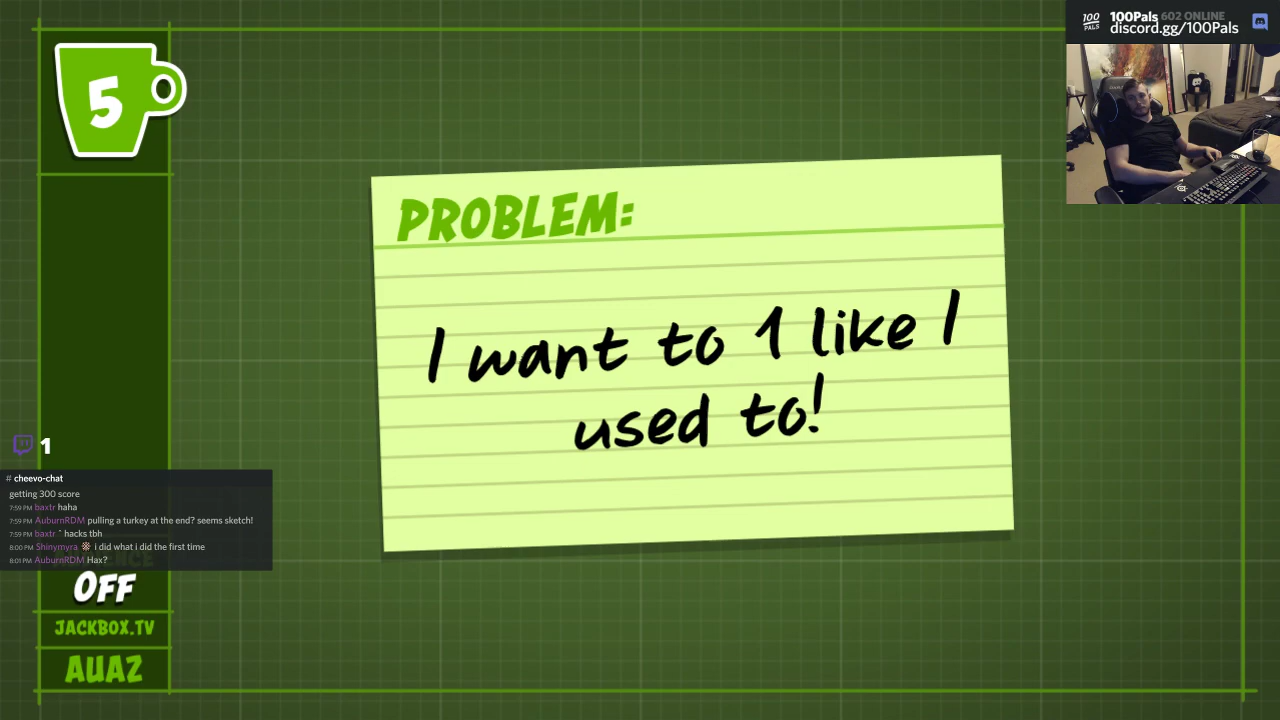 5
100 PALS
100Pals 602 ONLINE
discord.gg/100Pals
PROBLEM:
I want to 1 like I
used to!
1
# cheevo-chat
getting 300 score
7:59 PM baxtr haha
7:59 PM AuburnRDM pulling a turkey at the end? seems sketch!
7:59 PM baxtr ^ hacks tbh
8:00 PM Shinymyra i did what i did the first time
8:01 PM AuburnRDM Hax?
OFF
JACKBOX.TV
AUAZ